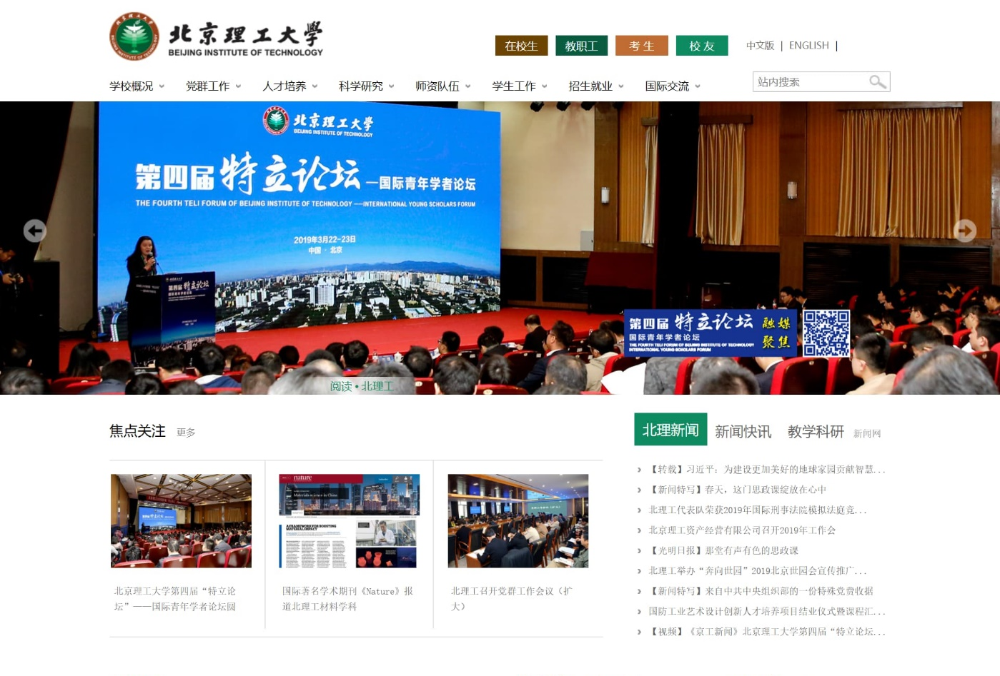 北京理工大学
BEIJING INSTITUTE OF TECHNOLOGY
在校生 教职工 考 生 校 友 中文版 | ENGLISH |
学校概况 党群工作 人才培养 科学研究 师资队伍 学生工作 招生就业 国际交流
站内搜索
北京理工大学
BEIJING INSTITUTE OF TECHNOLOGY
第四届 特立论坛 —国际青年学者论坛
THE FOURTH TELI FORUM OF BEIJING INSTITUTE OF TECHNOLOGY ——INTERNATIONAL YOUNG SCHOLARS FORUM
2019年3月22-23日
中国 · 北京
特立论坛
第四届 特立论坛 融媒
国际青年学者论坛 聚焦
THE FOURTH TELI FORUM OF BEIJING INSTITUTE OF TECHNOLOGY
INTERNATIONAL YOUNG SCHOLARS FORUM
阅读 • 北理工
焦点关注 更多
北理新闻 新闻快讯 教学科研 新闻网
nature
Materials science in China
A FRAMEWORK FOR BOOSTING
MATERIAL IMPACT
北京理工大学第四届“特立论
坛”——国际青年学者论坛圆
国际著名学术期刊《Nature》报
道北理工材料学科
北理工召开党群工作会议（扩
大）
【转载】习近平：为建设更加美好的地球家园贡献智慧...
【新闻特写】春天，这门思政课绽放在心中
北理工代表队荣获2019年国际刑事法院模拟法庭竞...
北京理工资产经营有限公司召开2019年工作会
【光明日报】那堂有声有色的思政课
北理工举办“奔向世园”2019北京世园会宣传推广...
【新闻特写】来自中共中央组织部的一份特殊党费收据
国防工业艺术设计创新人才培养项目结业仪式暨课程汇...
【视频】《京工新闻》北京理工大学第四届“特立论坛...